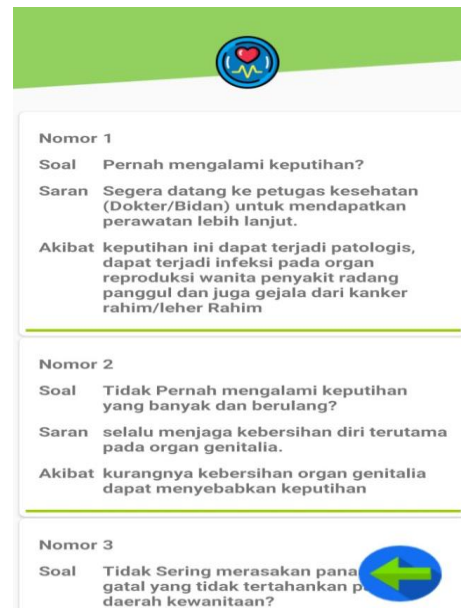 Nomor 1
Soal Pernah mengalami keputihan?
Saran Segera datang ke petugas kesehatan
(Dokter/Bidan) untuk mendapatkan
perawatan lebih lanjut.
Akibat keputihan ini dapat terjadi patologis,
dapat terjadi infeksi pada organ
reproduksi wanita penyakit radang
panggul dan juga gejala dari kanker
rahim/leher Rahim
Nomor 2
Soal Tidak Pernah mengalami keputihan
yang banyak dan berulang?
Saran selalu menjaga kebersihan diri terutama
pada organ genitalia.
Akibat kurangnya kebersihan organ genitalia
dapat menyebabkan keputihan
Nomor 3
Soal Tidak Sering merasakan
gatal yang tidak tertahankan
daerah kewanitaan?